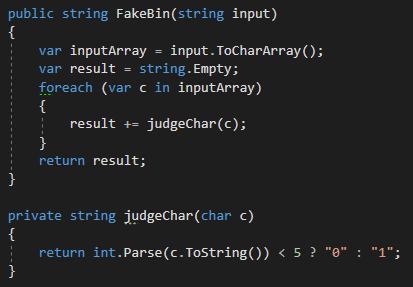 public string FakeBin(string input)
{
    var inputArray = input.ToCharArray();
    var result = string.Empty;
    foreach (var c in inputArray)
    {
        result += judgeChar(c);
    }
    return result;
}

private string judgeChar(char c)
{
    return int.Parse(c.ToString()) < 5 ? "0" : "1";
}